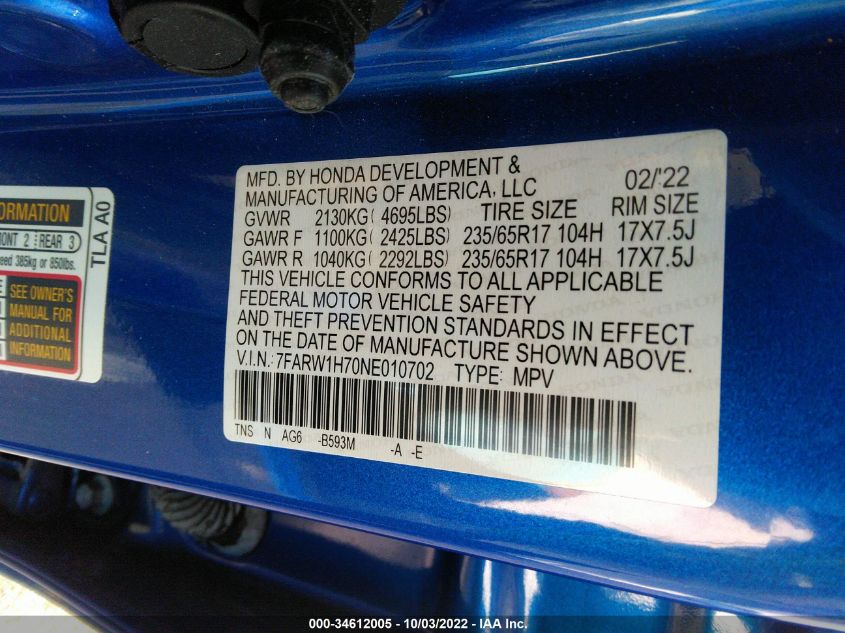 ORMATION
RONT 2 REAR 3
eed 385kg or 850lbs.
SEE OWNER'S
MANUAL FOR
ADDITIONAL
INFORMATION
TLA A0
MFD. BY HONDA DEVELOPMENT &
MANUFACTURING OF AMERICA, LLC 02/'22
GVWR 2130KG( 4695LBS) TIRE SIZE RIM SIZE
GAWR F 1100KG( 2425LBS) 235/65R17 104H 17X7.5J
GAWR R 1040KG( 2292LBS) 235/65R17 104H 17X7.5J
THIS VEHICLE CONFORMS TO ALL APPLICABLE
FEDERAL MOTOR VEHICLE SAFETY
AND THEFT PREVENTION STANDARDS IN EFFECT
ON THE DATE OF MANUFACTURE SHOWN ABOVE.
V.I.N.: 7FARW1H70NE010702 TYPE: MPV
TNS N AG6 -B593M -A -E
000-34612005 - 10/03/2022 - IAA Inc.